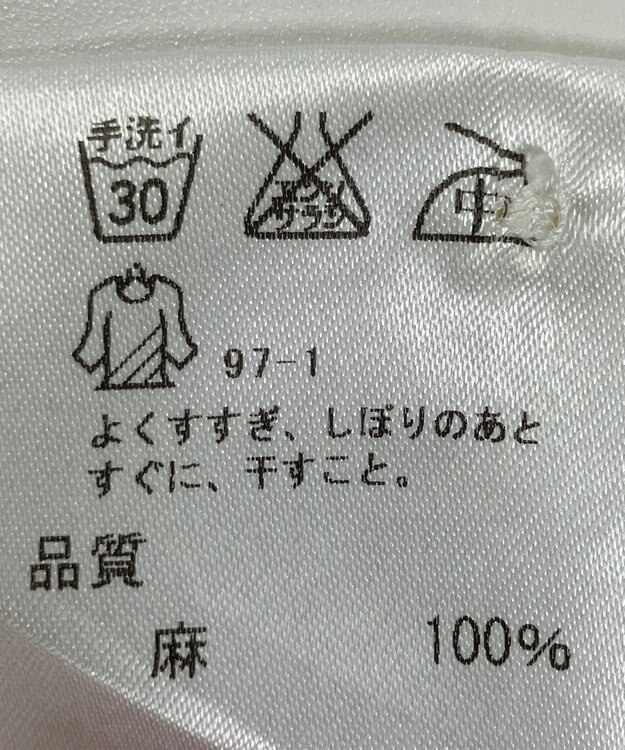 手洗イ
30
エンソ
サラシ
中
97-1
よくすすぎ、しぼりのあと
すぐに、干すこと。
品質
麻 100%